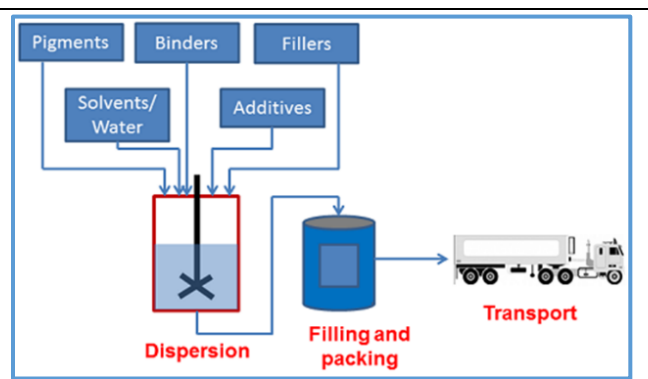 Pigments
Binders
Fillers
Solvents/
Water
Additives
Dispersion
Filling and
packing
Transport